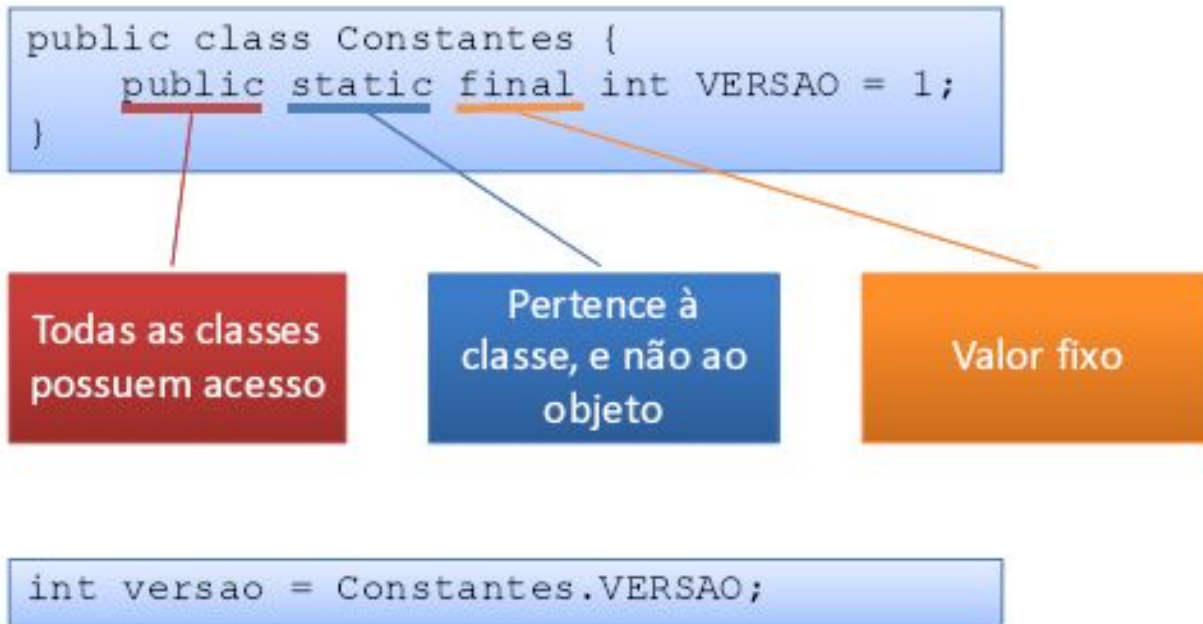 public class Constantes {
public static final int VERSAO = 1;
}
Todas as classes
possuem acesso
Pertence à
classe, e não ao
objeto
Valor fixo
int versao = Constantes.VERSAO;